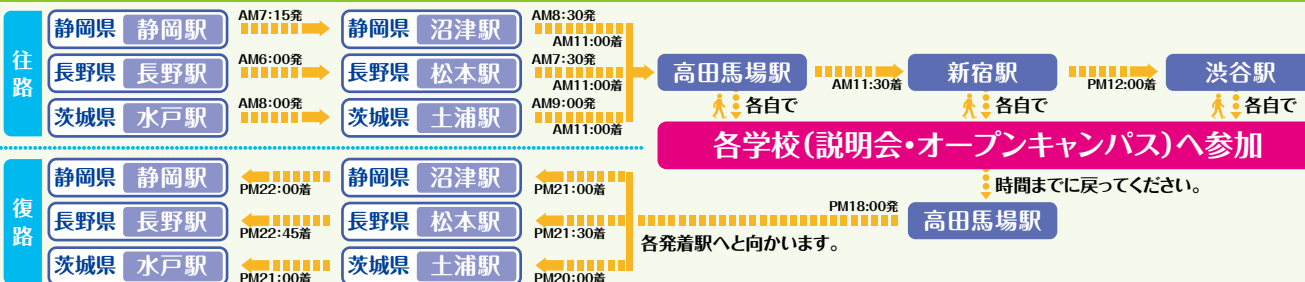 往路
静岡県 静岡駅 AM7:15発 静岡県 沼津駅 AM8:30発 AM11:00着
長野県 長野駅 AM6:00発 長野県 松本駅 AM7:30発 AM11:00着
茨城県 水戸駅 AM8:00発 茨城県 土浦駅 AM9:00発 AM11:00着
高田馬場駅 AM11:30着 新宿駅 PM12:00着 渋谷駅
各自で 各自で 各自で
各学校(説明会・オープンキャンパス)へ参加
時間までに戻ってください。
復路
静岡県 静岡駅 PM22:00着 静岡県 沼津駅 PM21:00着
長野県 長野駅 PM22:45着 長野県 松本駅 PM21:30着
茨城県 水戸駅 PM21:00着 茨城県 土浦駅 PM20:00着
PM18:00発 高田馬場駅
各発着駅へと向かいます。